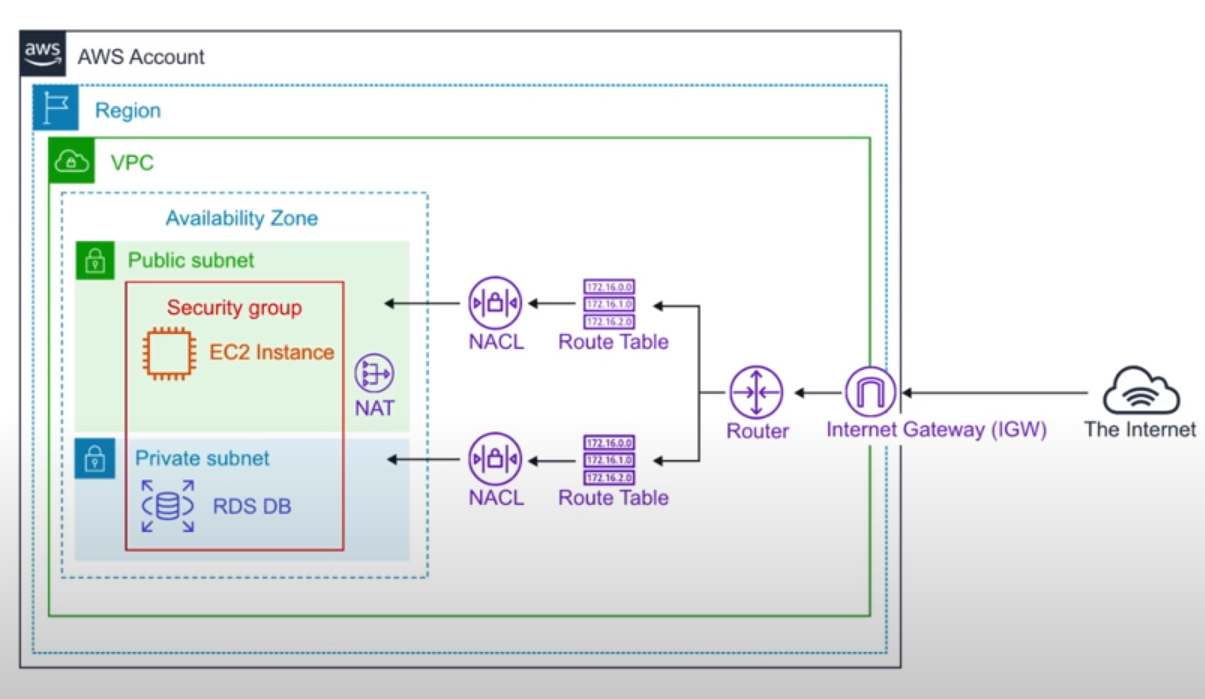 aws
AWS Account
Region
VPC
Availability Zone
Public subnet
Security group
EC2 Instance
NAT
Private subnet
RDS DB
NACL
172.16.0.0
172.16.1.0
172.16.2.0
Route Table
NACL
172.16.0.0
172.16.1.0
172.16.2.0
Route Table
Router
Internet Gateway (IGW)
The Internet